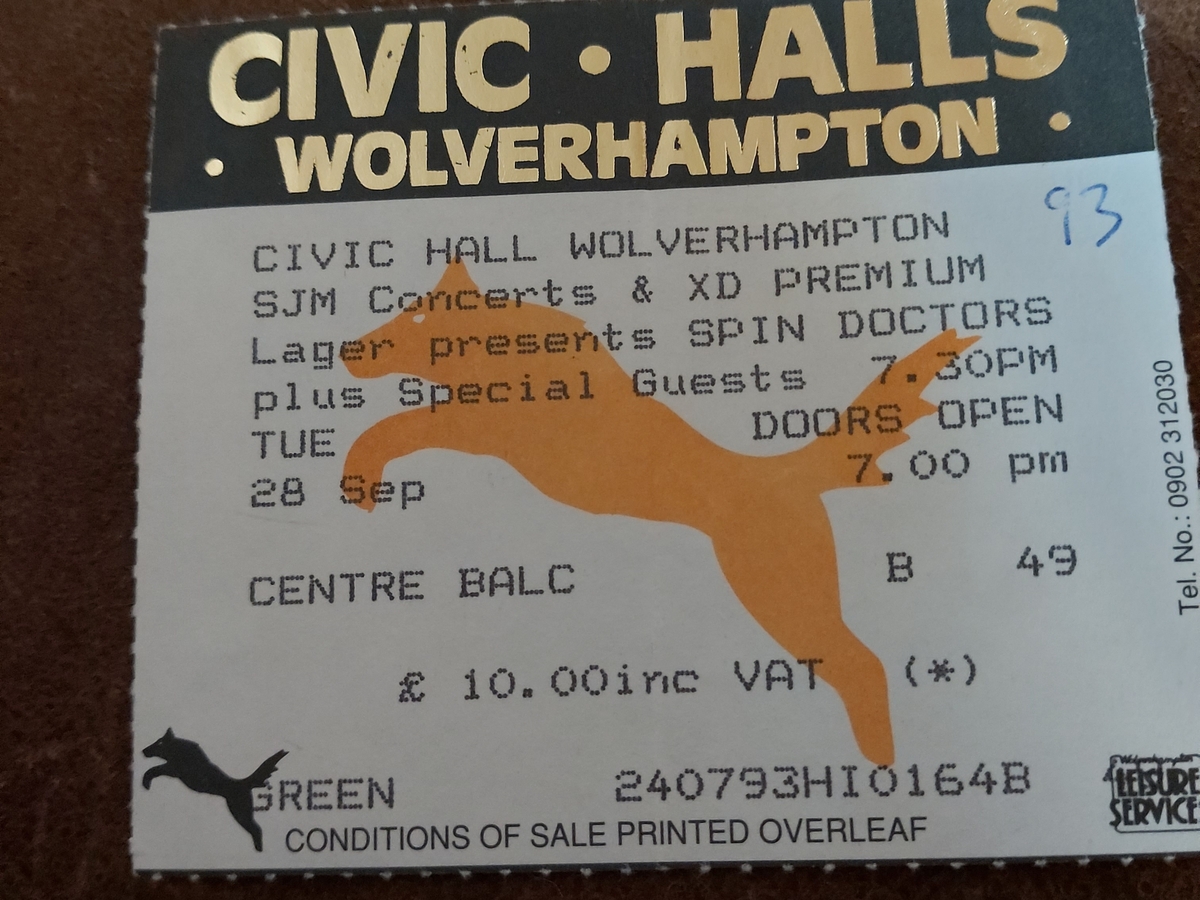 CIVIC · HALLS
· WOLVERHAMPTON ·
93
CIVIC HALL WOLVERHAMPTON
SJM Concerts & XD PREMIUM
Lager presents SPIN DOCTORS
plus Special Guests 7.30PM
TUE DOORS OPEN
28 Sep 7.00 pm
CENTRE BALC B 49
£ 10.00inc VAT (*)
GREEN 240793HI0164B
CONDITIONS OF SALE PRINTED OVERLEAF
Tel. No.: 0902 312030
LEISURE
SERVICE